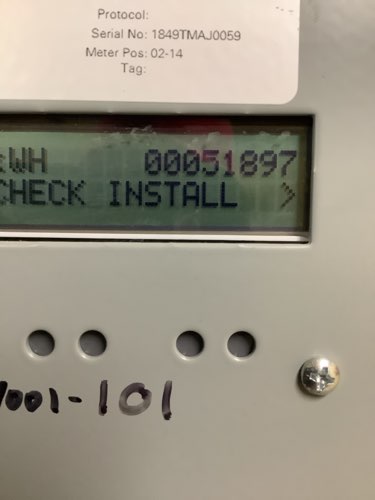 Protocol:
Serial No: 1849TMAJ0059
Meter Pos: 02-14
Tag:
WH 00051897
CHECK INSTALL >
001-101